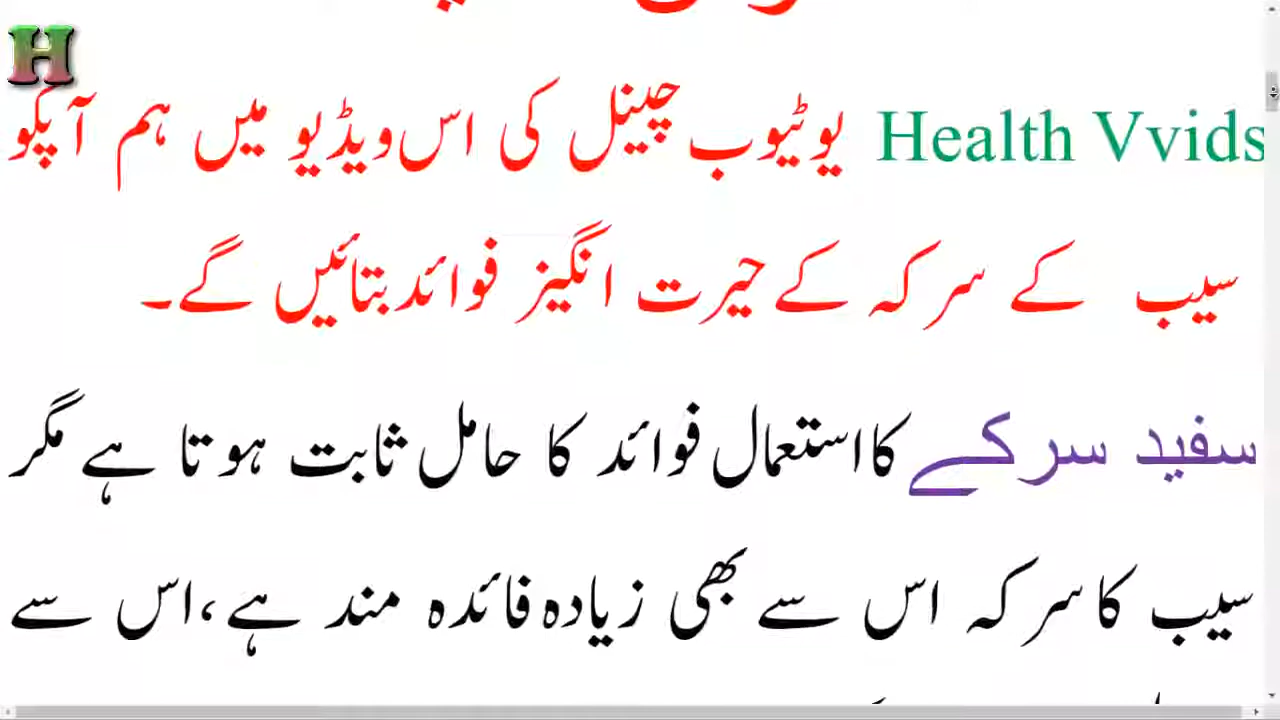 H
Health Vvids یوٹیوب چینل کی اس ویڈیو میں ہم آپکو
سیب کے سرکہ کے حیرت انگیز فوائد بتائیں گے۔
سفید سرکے کا استعمال فوائد کا حامل ثابت ہوتا ہے مگر
سیب کا سرکہ اس سے بھی زیادہ فائدہ مند ہے، اس سے